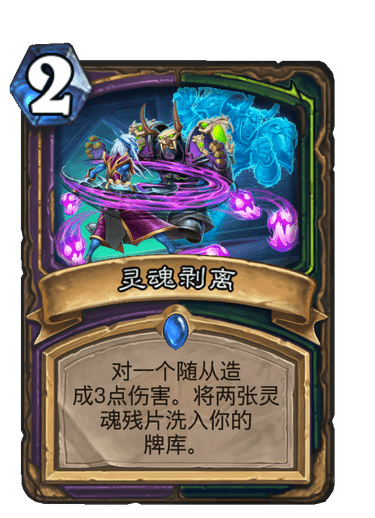 2
灵魂剥离
对一个随从造
成3点伤害。将两张灵
魂残片洗入你的
牌库。